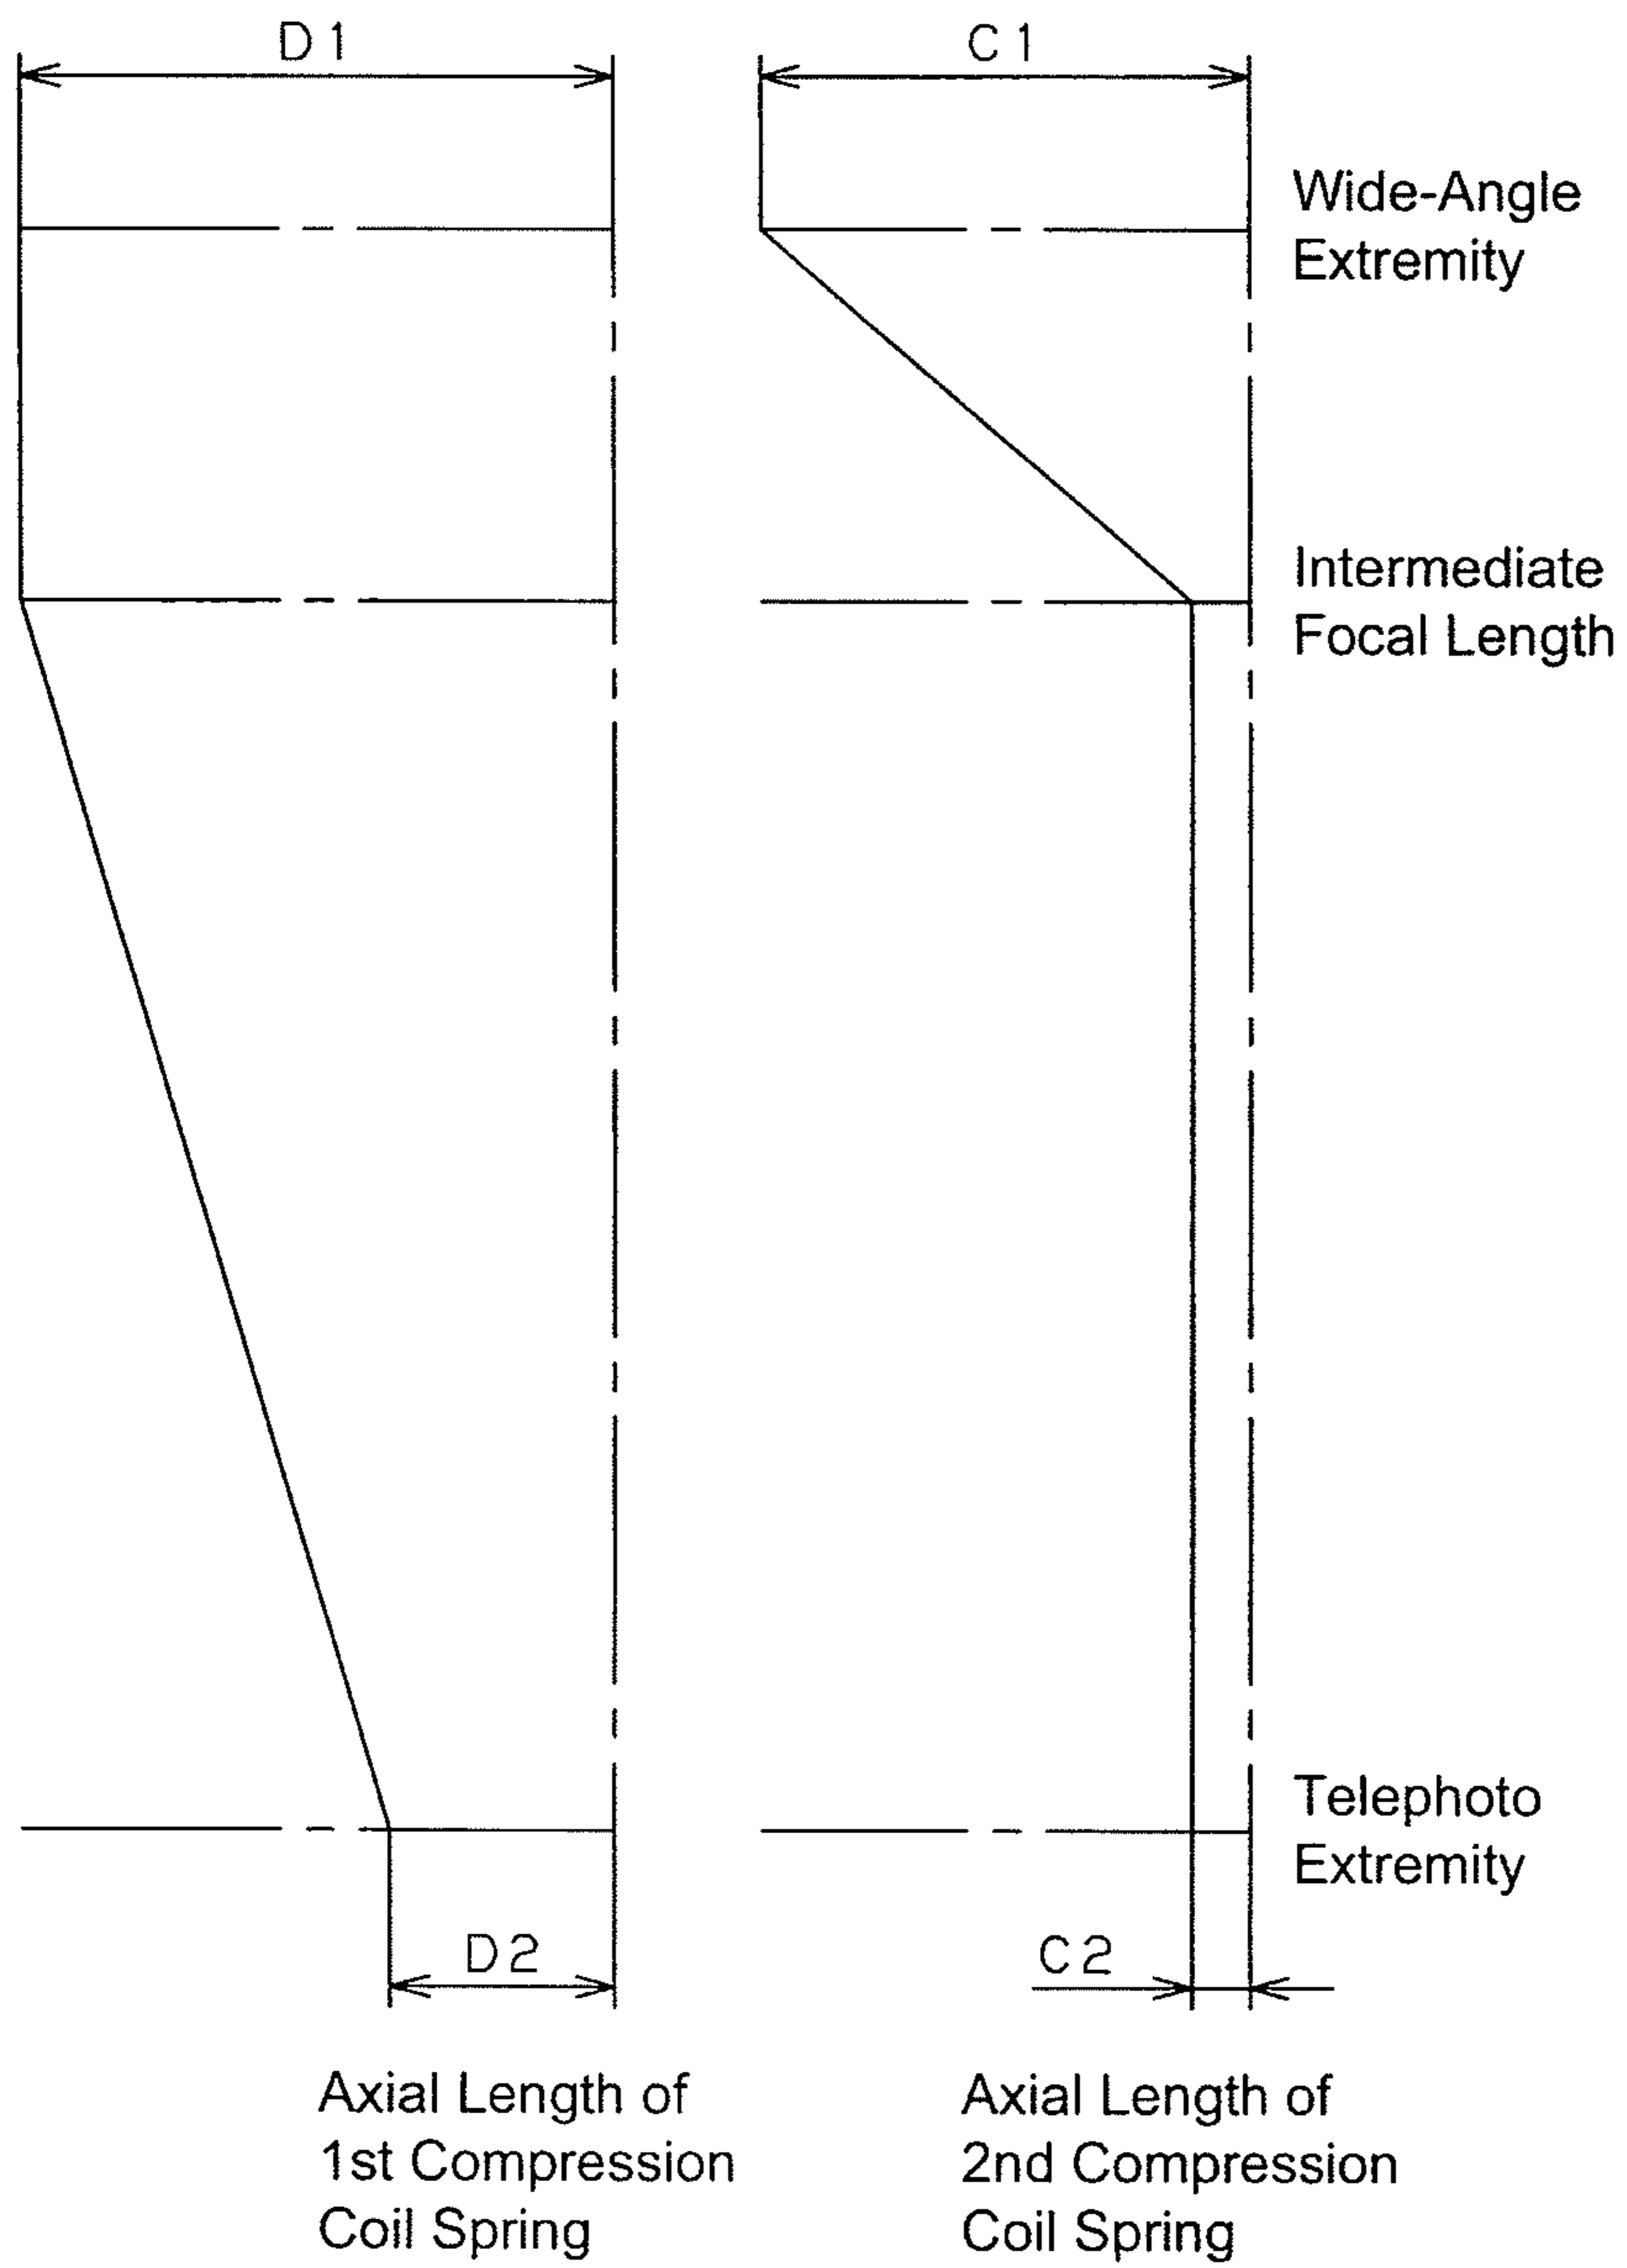 D1
C1
Wide-Angle
Extremity
Intermediate
Focal Length
Telephoto
Extremity
D2
C2
Axial Length of
1st Compression
Coil Spring
Axial Length of
2nd Compression
Coil Spring